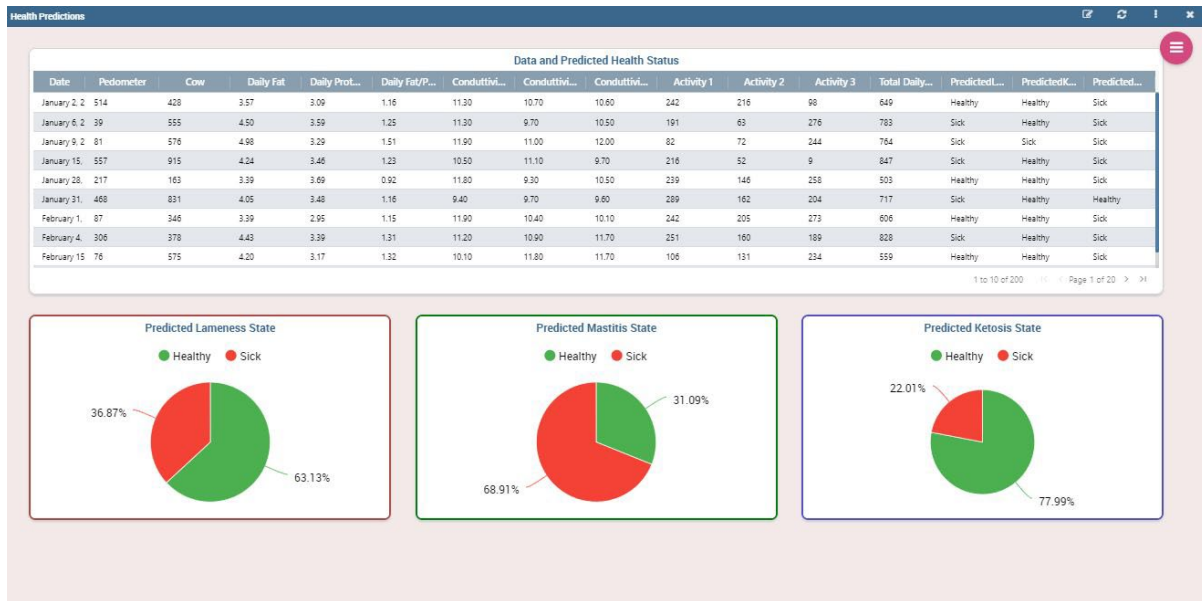 Health Predictions
Data and Predicted Health Status
Date Pedometer Cow Daily Fat Daily Prot... Daily Fat/P... Conduttivi... Conduttivi... Conduttivi... Activity 1 Activity 2 Activity 3 Total Daily... PredictedL... PredictedK... Predicted...
January 2, 2 514 428 3.57 3.09 1.16 11.30 10.70 10.60 242 216 98 649 Healthy Healthy Sick
January 6, 2 39 555 4.50 3.59 1.25 11.30 9.70 10.50 191 63 276 783 Sick Healthy Sick
January 9, 2 81 576 4.98 3.29 1.51 11.90 11.00 12.00 82 72 244 764 Sick Sick Sick
January 15, 557 915 4.24 3.46 1.23 10.50 11.10 9.70 216 52 9 847 Sick Healthy Sick
January 28, 217 163 3.39 3.69 0.92 11.80 9.30 10.50 239 146 258 503 Healthy Healthy Sick
January 31, 468 831 4.05 3.48 1.16 9.40 9.70 9.60 289 162 204 717 Sick Healthy Healthy
February 1, 87 346 3.39 2.95 1.15 11.90 10.40 10.10 242 205 273 606 Healthy Healthy Sick
February 4, 306 378 4.43 3.39 1.31 11.20 10.90 11.70 251 160 189 828 Sick Healthy Sick
February 15 76 575 4.20 3.17 1.32 10.10 11.80 11.70 106 131 234 559 Healthy Healthy Sick
1 to 10 of 200 Page 1 of 20
Predicted Lameness State
Healthy Sick
36.87%
63.13%
Predicted Mastitis State
Healthy Sick
31.09%
68.91%
Predicted Ketosis State
Healthy Sick
22.01%
77.99%